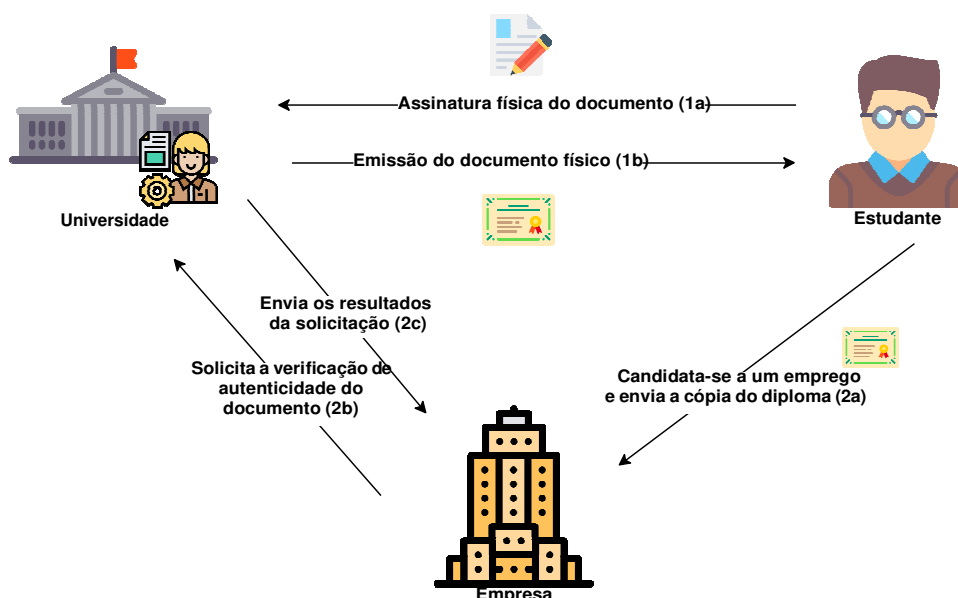 Assinatura física do documento (1a)
Emissão do documento físico (1b)
Universidade
Estudante
Envia os resultados
da solicitação (2c)
Solicita a verificação de
autenticidade do
documento (2b)
Candidata-se a um emprego
e envia a cópia do diploma (2a)
Empresa